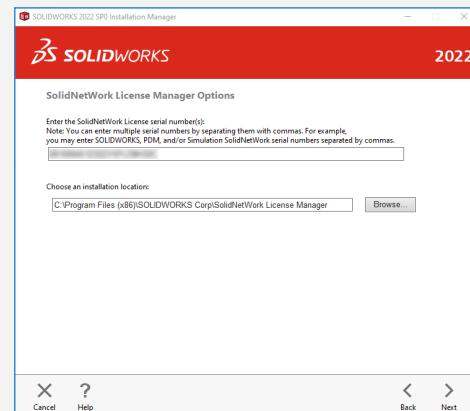 SOLIDWORKS 2022 SP0 Installation Manager
SOLIDWORKS 2022
SolidNetWork License Manager Options
Enter the SolidNetWork License serial number(s):
Note: You can enter multiple serial numbers by separating them with commas. For example,
you may enter SOLIDWORKS, PDM, and/or Simulation SolidNetWork serial numbers separated by commas.
Choose an installation location:
C:\Program Files (x86)\SOLIDWORKS Corp\SolidNetWork License Manager Browse...
Cancel Help Back Next